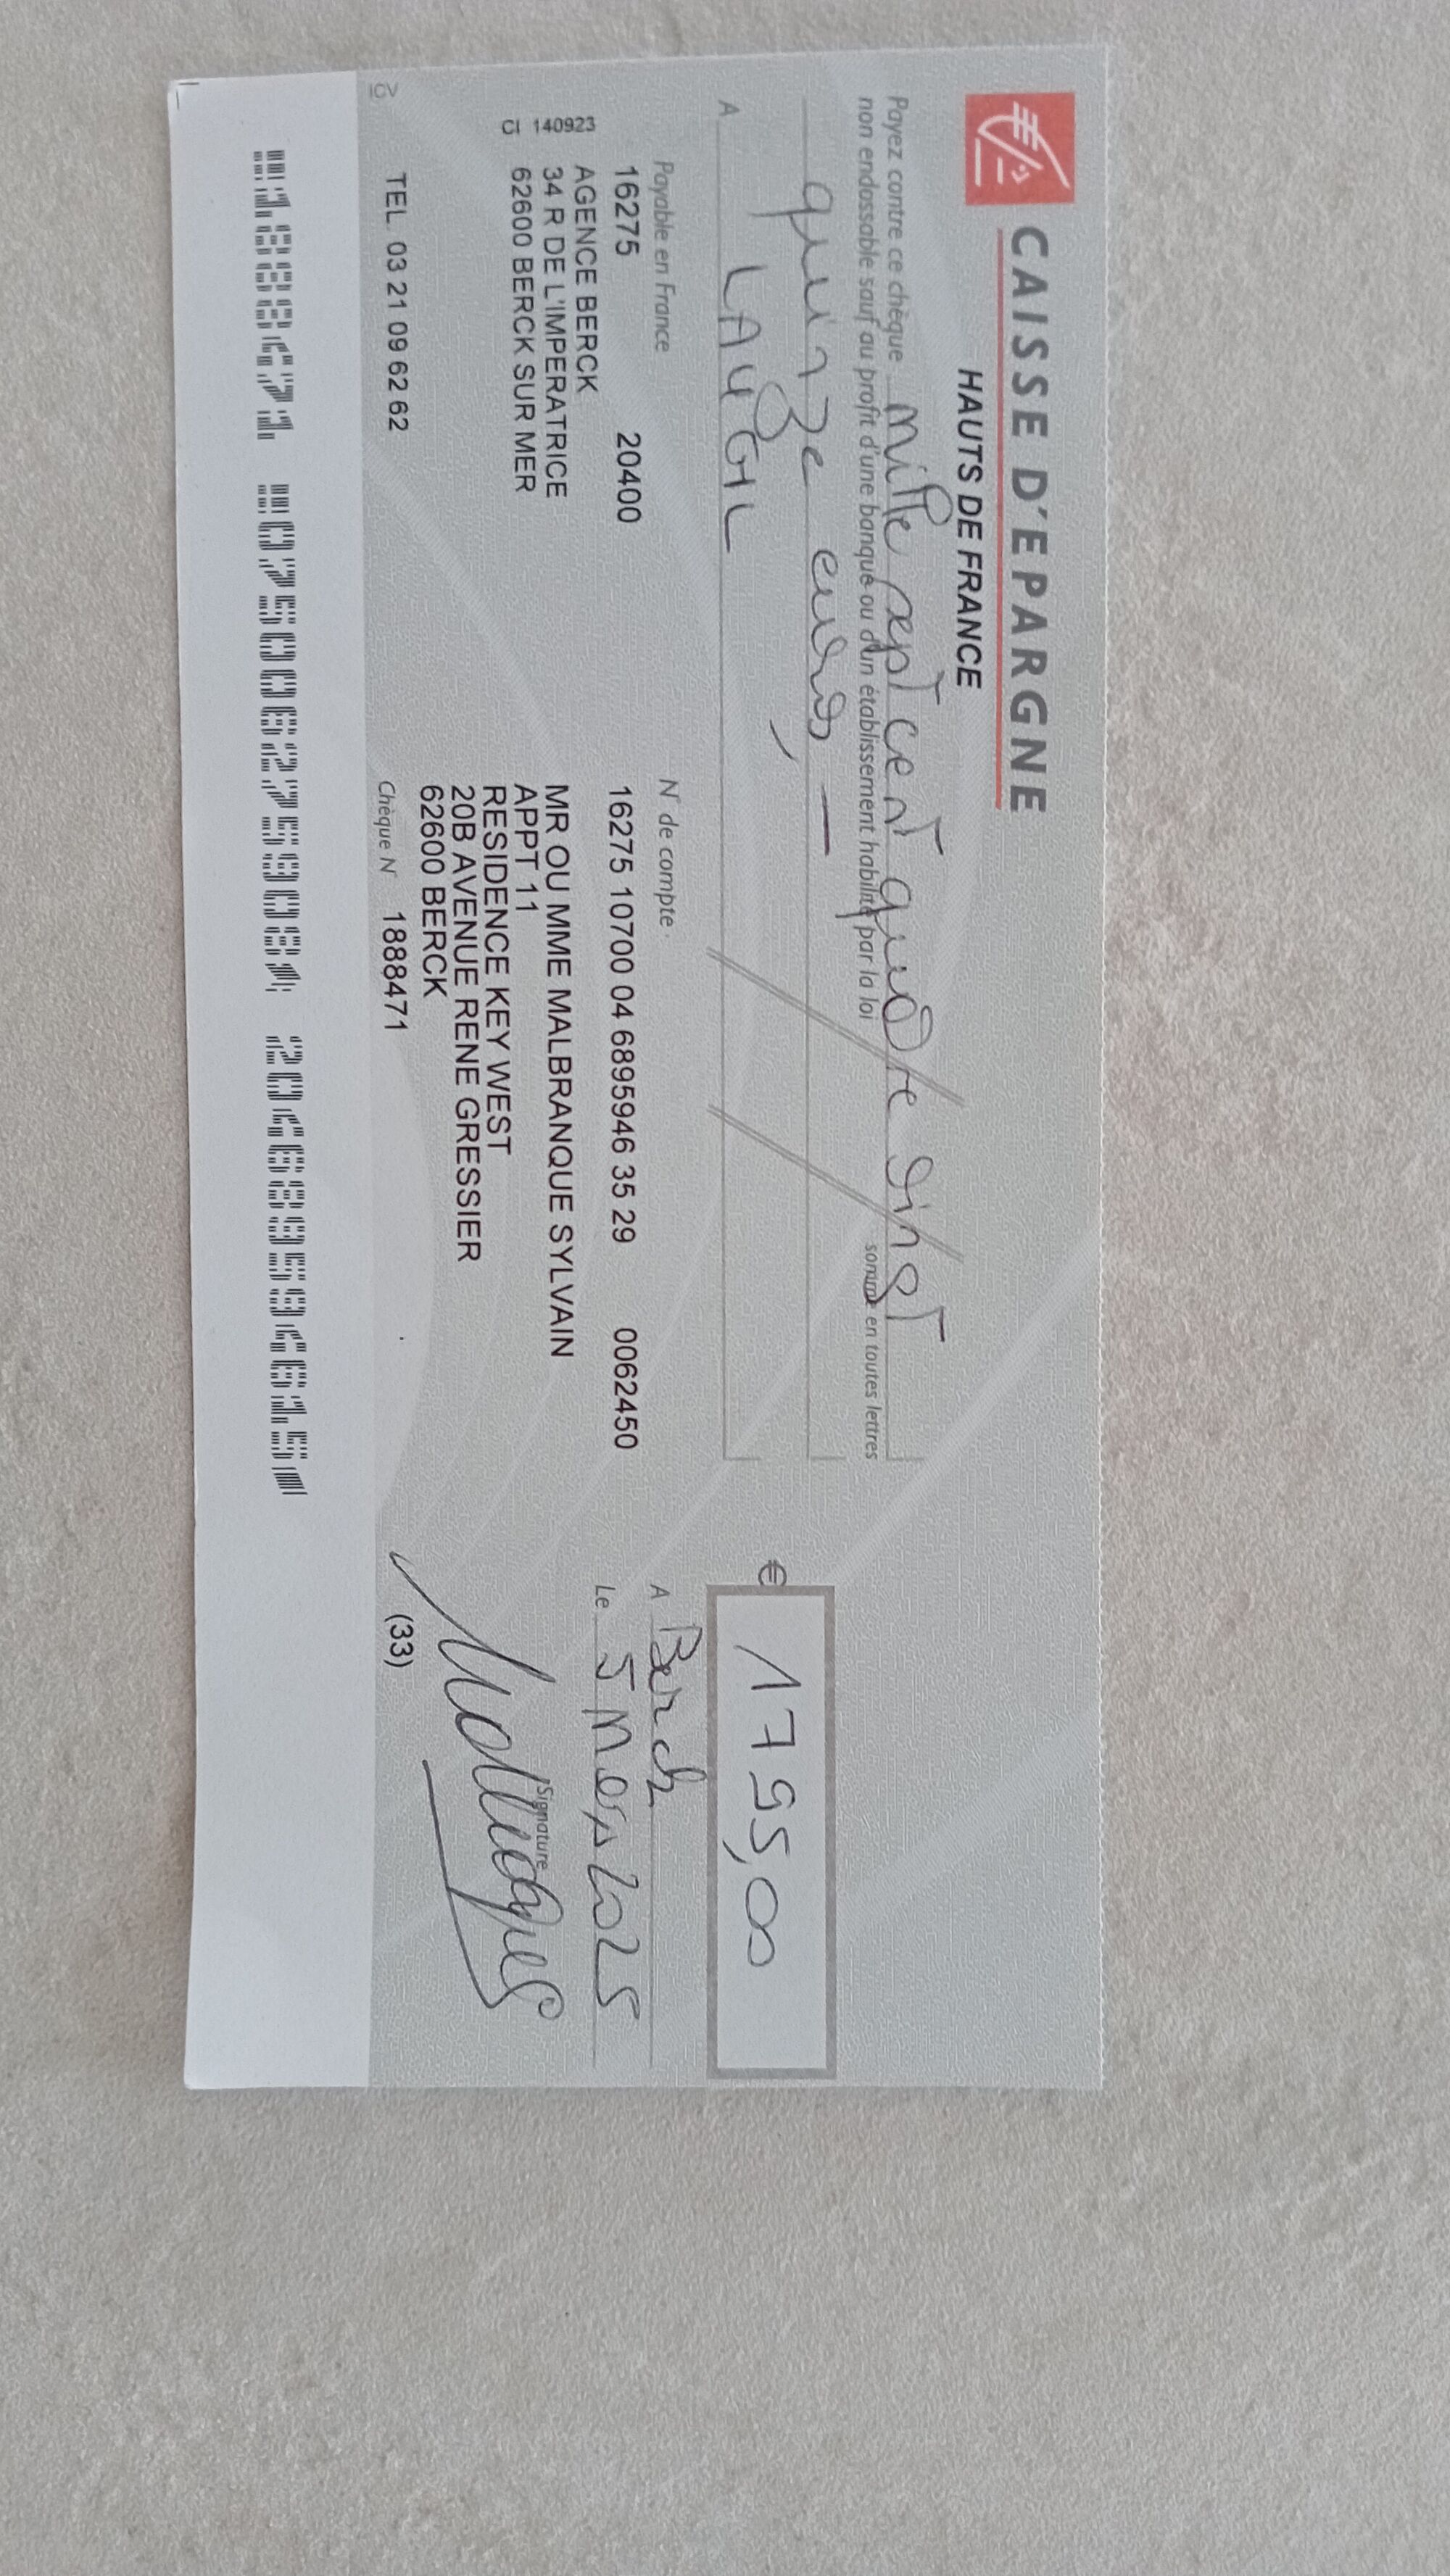 CAISSE D'EPARGNE
HAUTS DE FRANCE
Payez contre ce chèque mille sept cent quatre vingt
non endossable sauf au profit d'une banque ou d'un établissement habilité par la loi
somme en toutes lettres
quinze euros
€ 1795,00
A LAUGIL
Payable en France
N° de compte
A Berck
16275 20400
16275 10700 04 6895946 35 29 0062450
Le 5 Mars 2025
CI 140923
AGENCE BERCK
34 R DE L'IMPERATRICE
62600 BERCK SUR MER
MR OU MME MALBRANQUE SYLVAIN
APPT 11
RESIDENCE KEY WEST
20B AVENUE RENE GRESSIER
62600 BERCK
Signature
ICV
TEL. 03 21 09 62 62
Chèque N° 1888471
(33)